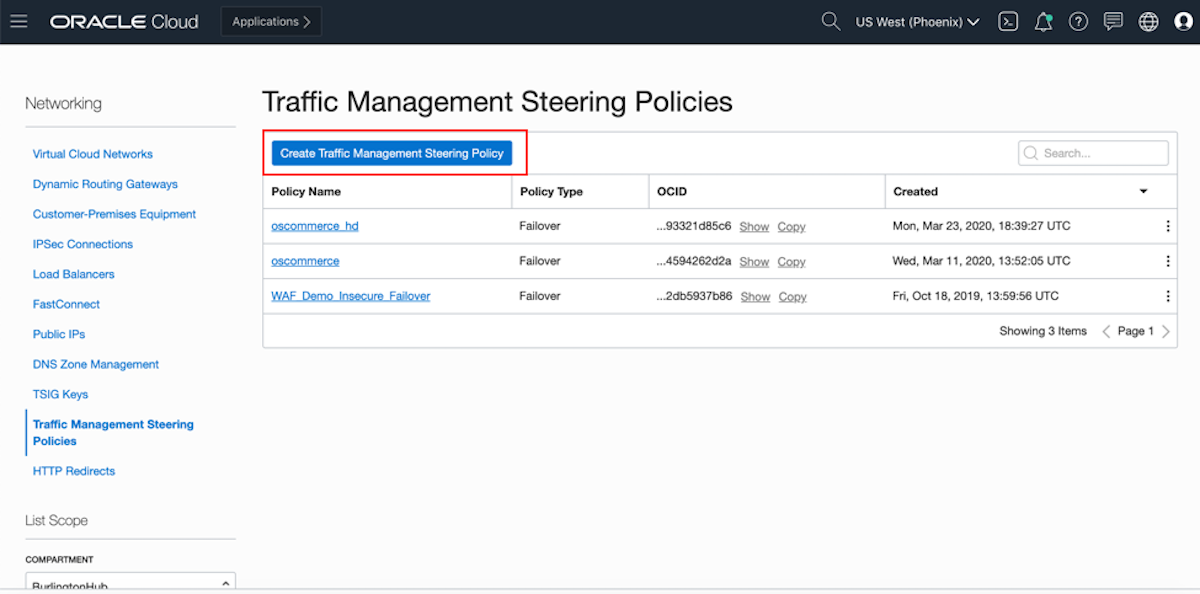 ORACLE Cloud
Applications
US West (Phoenix)
Networking
Virtual Cloud Networks
Dynamic Routing Gateways
Customer-Premises Equipment
IPSec Connections
Load Balancers
FastConnect
Public IPs
DNS Zone Management
TSIG Keys
Traffic Management Steering
Policies
HTTP Redirects
List Scope
COMPARTMENT
BurlingtonHub
Traffic Management Steering Policies
Create Traffic Management Steering Policy
Search...
Policy Name Policy Type OCID Created
oscommerce_hd Failover ...93321d85c6 Show Copy Mon, Mar 23, 2020, 18:39:27 UTC
oscommerce Failover ...4594262d2a Show Copy Wed, Mar 11, 2020, 13:52:05 UTC
WAF_Demo_Insecure_Failover Failover ...2db5937b86 Show Copy Fri, Oct 18, 2019, 13:59:56 UTC
Showing 3 Items Page 1